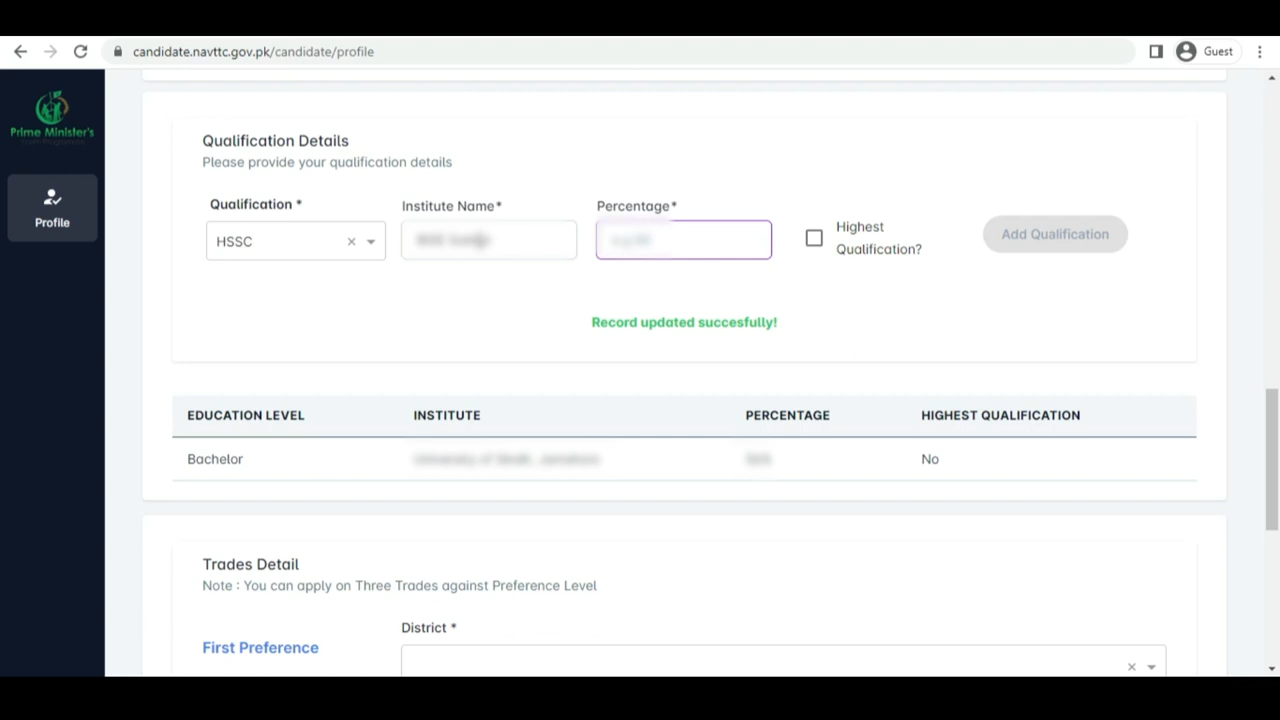 candidate.navttc.gov.pk/candidate/profile
Guest
Prime Minister's
Profile
Qualification Details
Please provide your qualification details
Qualification * Institute Name* Percentage*
HSSC
Highest
Qualification?
Add Qualification
Record updated succesfully!
EDUCATION LEVEL INSTITUTE PERCENTAGE HIGHEST QUALIFICATION
Bachelor No
Trades Detail
Note : You can apply on Three Trades against Preference Level
District *
First Preference